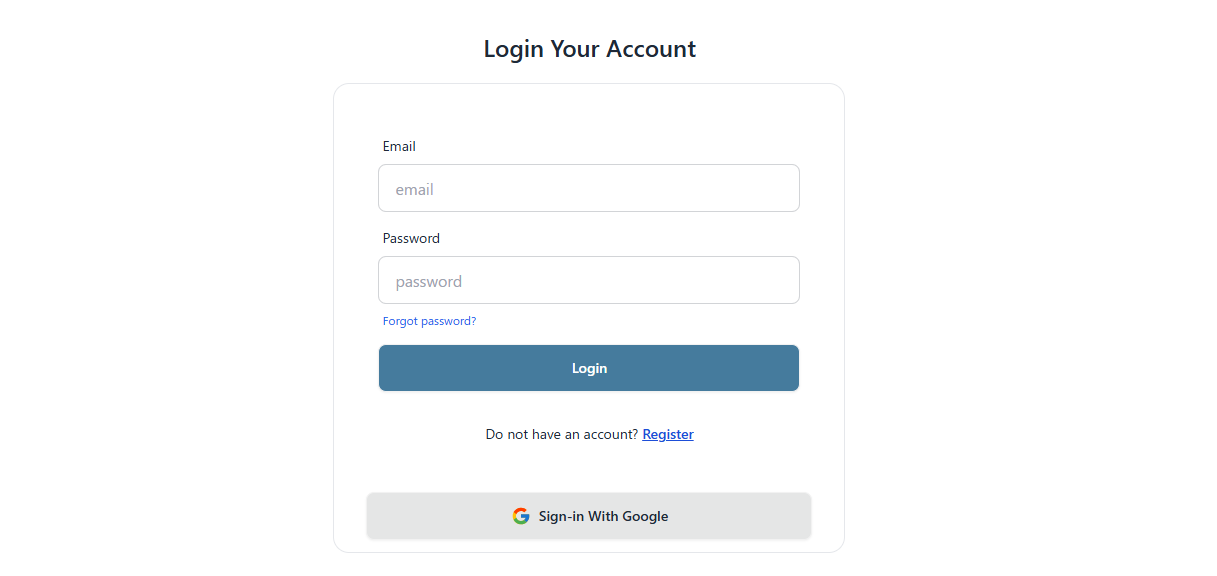 Login Your Account
Email
email
Password
password
Forgot password?
Login
Do not have an account? Register
Sign-in With Google